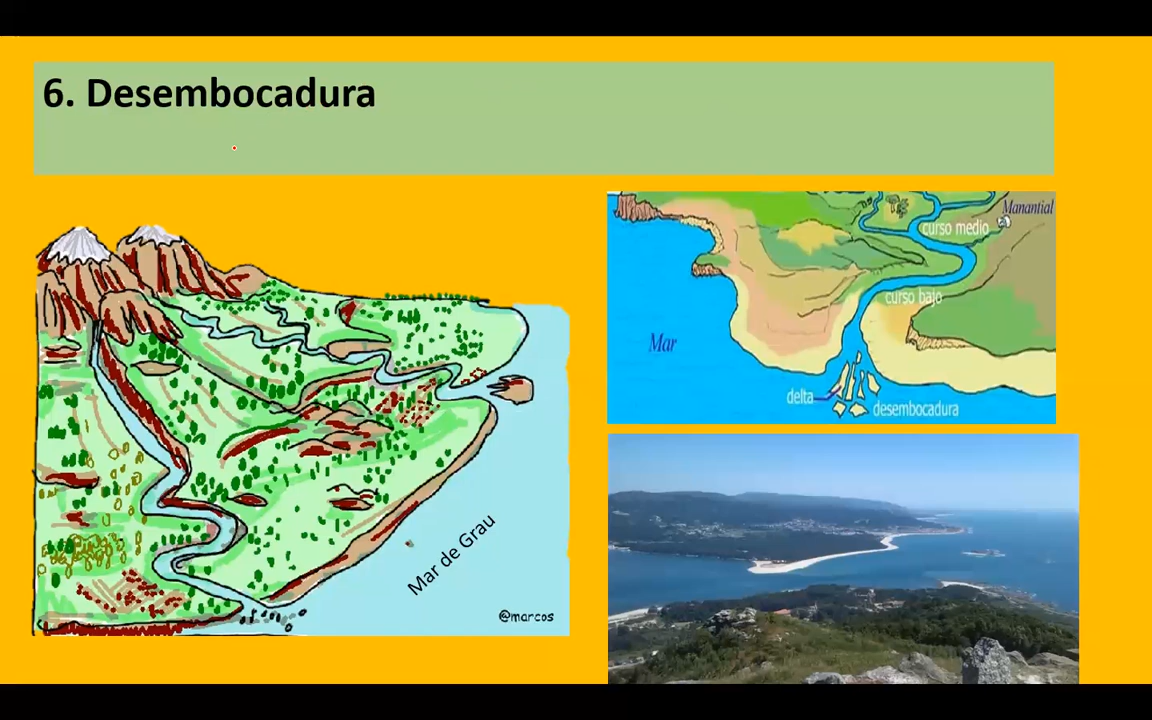 6. Desembocadura
Mar de Grau
@marcos
Manantial
curso medio
curso bajo
Mar
delta
desembocadura